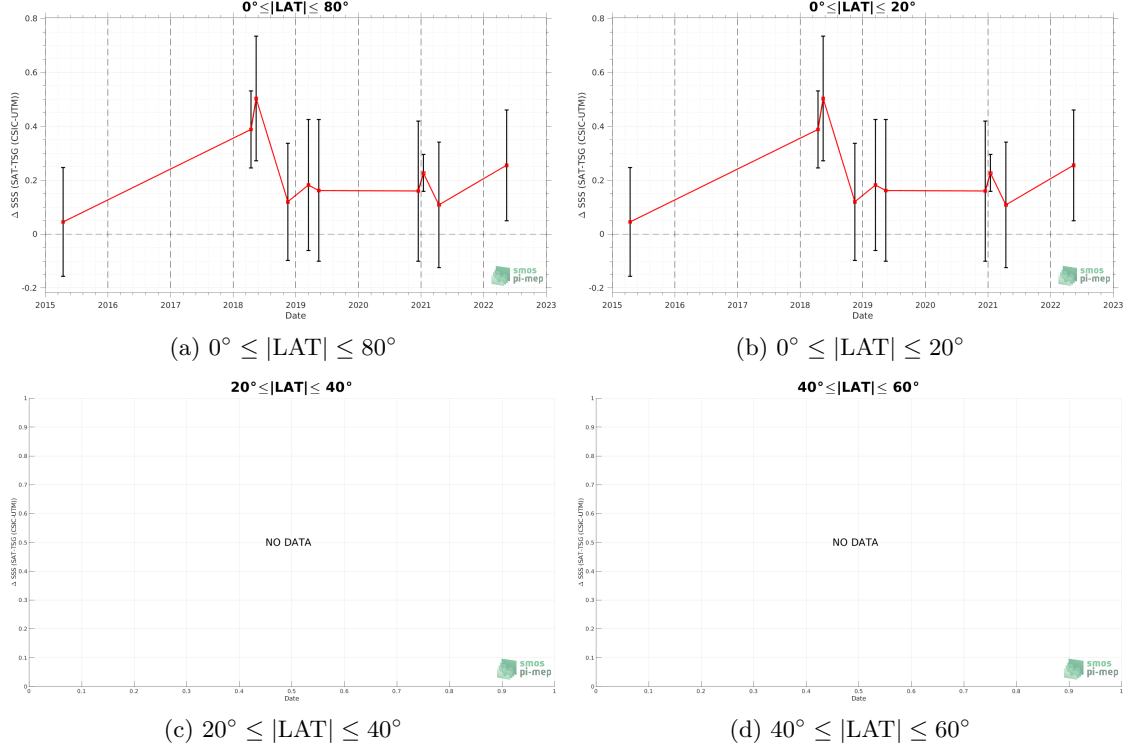 0°≤|LAT|≤ 80°
0.8
0.6
0.4
0.2
0
-0.2
Δ SSS (SAT-TSG (CSIC-UTM))
smos
pi-mep
2015 2016 2017 2018 2019 2020 2021 2022 2023
Date
(a) 0° ≤ |LAT| ≤ 80°
0°≤|LAT|≤ 20°
0.8
0.6
0.4
0.2
0
-0.2
Δ SSS (SAT-TSG (CSIC-UTM))
smos
pi-mep
2015 2016 2017 2018 2019 2020 2021 2022 2023
Date
(b) 0° ≤ |LAT| ≤ 20°
20°≤|LAT|≤ 40°
1
0.9
0.8
0.7
0.6
0.5
0.4
0.3
0.2
0.1
0
Δ SSS (SAT-TSG (CSIC-UTM))
NO DATA
smos
pi-mep
0 0.1 0.2 0.3 0.4 0.5 0.6 0.7 0.8 0.9 1
Date
(c) 20° ≤ |LAT| ≤ 40°
40°≤|LAT|≤ 60°
1
0.9
0.8
0.7
0.6
0.5
0.4
0.3
0.2
0.1
0
Δ SSS (SAT-TSG (CSIC-UTM))
NO DATA
smos
pi-mep
0 0.1 0.2 0.3 0.4 0.5 0.6 0.7 0.8 0.9 1
Date
(d) 40° ≤ |LAT| ≤ 60°